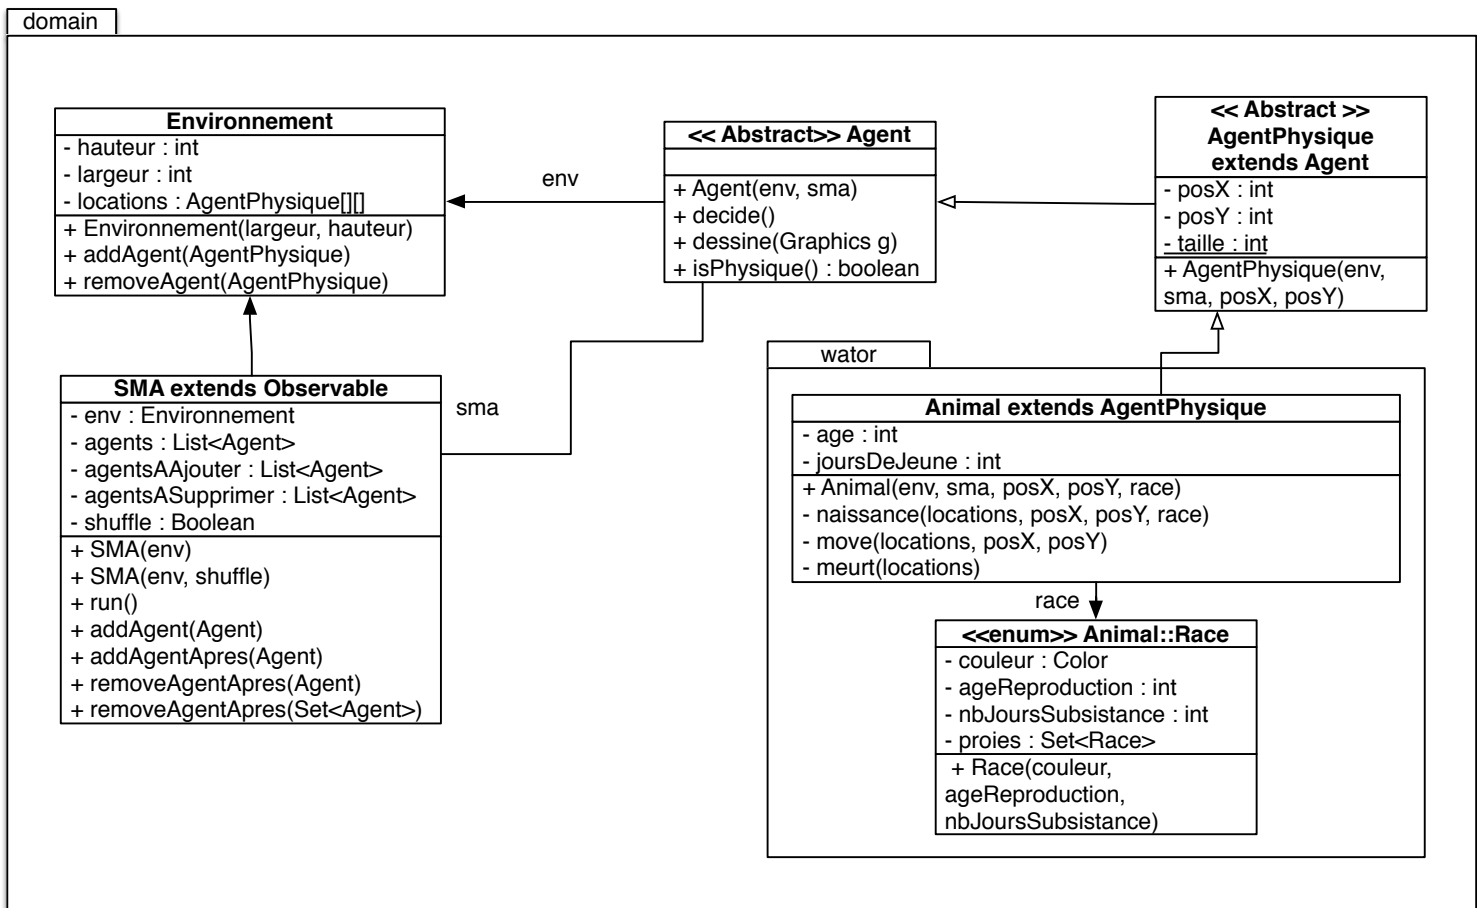 domain
Environnement
- hauteur : int
- largeur : int
- locations : AgentPhysique[][]
+ Environnement(largeur, hauteur)
+ addAgent(AgentPhysique)
+ removeAgent(AgentPhysique)
env
<< Abstract>> Agent
+ Agent(env, sma)
+ decide()
+ dessine(Graphics g)
+ isPhysique() : boolean
<< Abstract >>
AgentPhysique
extends Agent
- posX : int
- posY : int
- taille : int
+ AgentPhysique(env,
sma, posX, posY)
SMA extends Observable
- env : Environnement
- agents : List<Agent>
- agentsAAjouter : List<Agent>
- agentsASupprimer : List<Agent>
- shuffle : Boolean
+ SMA(env)
+ SMA(env, shuffle)
+ run()
+ addAgent(Agent)
+ addAgentApres(Agent)
+ removeAgentApres(Agent)
+ removeAgentApres(Set<Agent>)
sma
wator
Animal extends AgentPhysique
- age : int
- joursDeJeune : int
+ Animal(env, sma, posX, posY, race)
- naissance(locations, posX, posY, race)
- move(locations, posX, posY)
- meurt(locations)
race
<<enum>> Animal::Race
- couleur : Color
- ageReproduction : int
- nbJoursSubsistance : int
- proies : Set<Race>
+ Race(couleur,
ageReproduction,
nbJoursSubsistance)